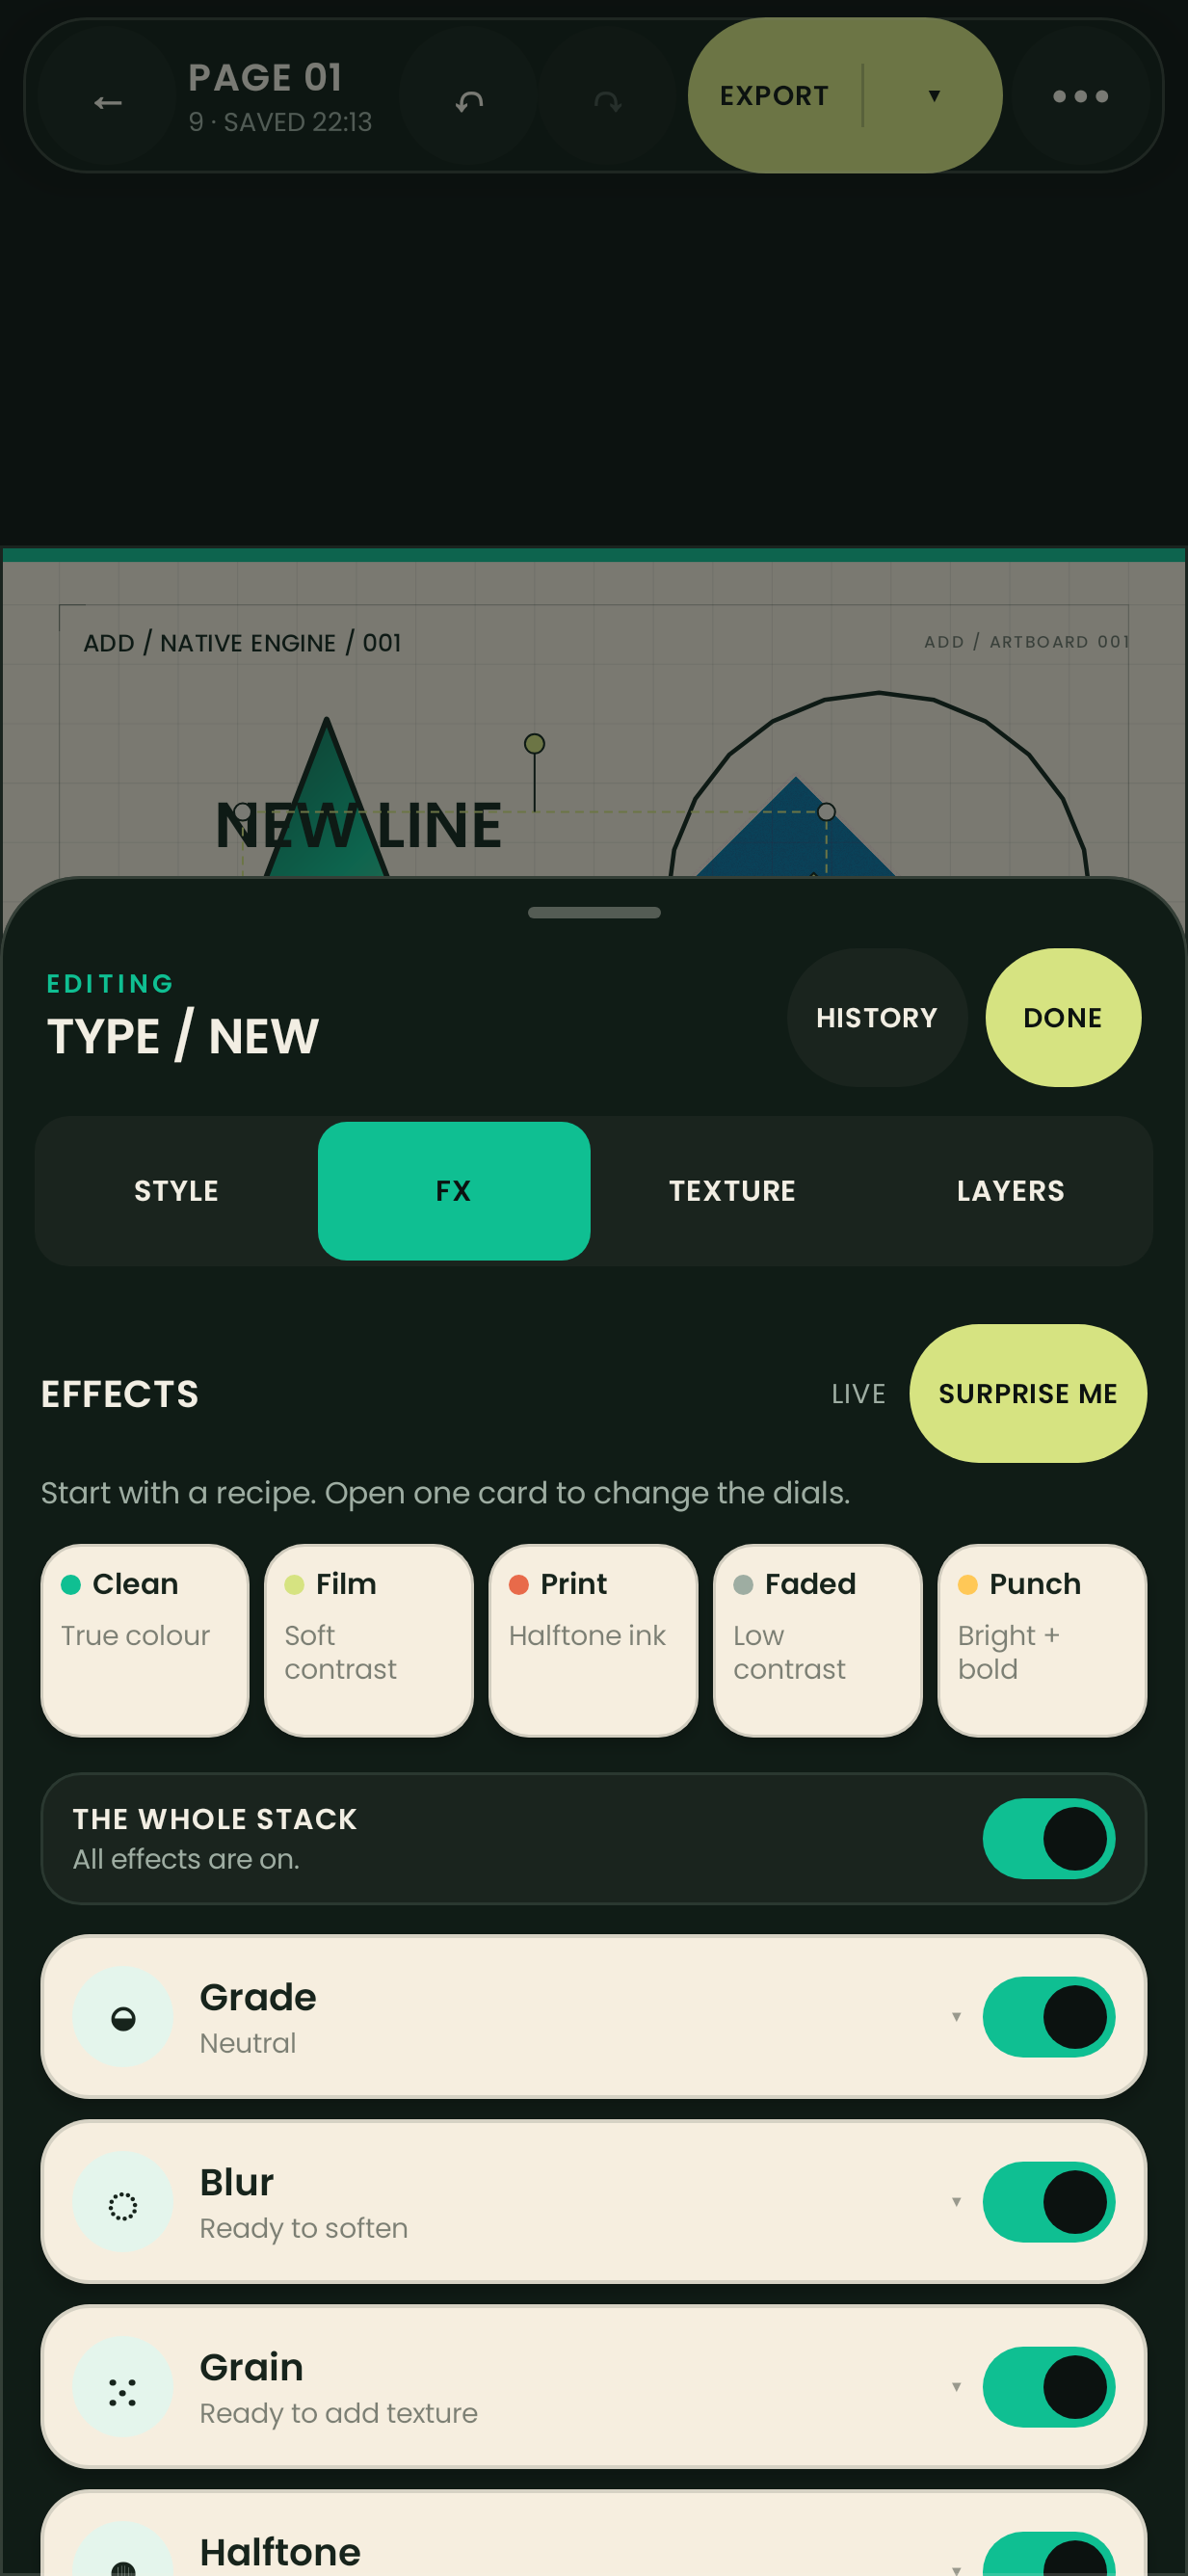 PAGE 01
9 · SAVED 22:13
EXPORT
ADD / NATIVE ENGINE / 001
ADD / ARTBOARD 001
NEW LINE
EDITING
TYPE / NEW
HISTORY
DONE
STYLE
FX
TEXTURE
LAYERS
EFFECTS
LIVE
SURPRISE ME
Start with a recipe. Open one card to change the dials.
Clean
True colour
Film
Soft
contrast
Print
Halftone ink
Faded
Low
contrast
Punch
Bright +
bold
THE WHOLE STACK
All effects are on.
Grade
Neutral
Blur
Ready to soften
Grain
Ready to add texture
Halftone